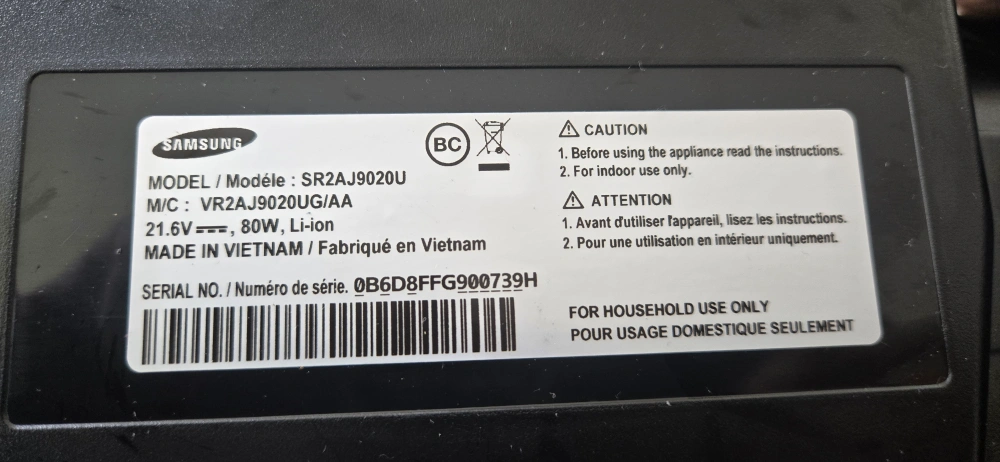 SAMSUNG
BC
MODEL / Modéle : SR2AJ9020U
M/C : VR2AJ9020UG/AA
21.6V⎓, 80W, Li-ion
MADE IN VIETNAM / Fabriqué en Vietnam
SERIAL NO. / Numéro de série. 0B6D8FFG900739H
⚠ CAUTION
1. Before using the appliance read the instructions.
2. For indoor use only.
⚠ ATTENTION
1. Avant d'utiliser l'appareil, lisez les instructions.
2. Pour une utilisation en intérieur uniquement.
FOR HOUSEHOLD USE ONLY
POUR USAGE DOMESTIQUE SEULEMENT